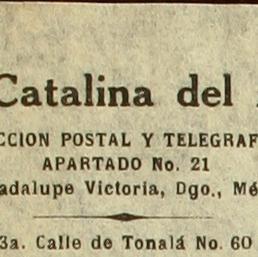 Catalina del
CCION POSTAL Y TELEGRAF
APARTADO No. 21
adalupe Victoria, Dgo., Mé
3a. Calle de Tonalá No. 60